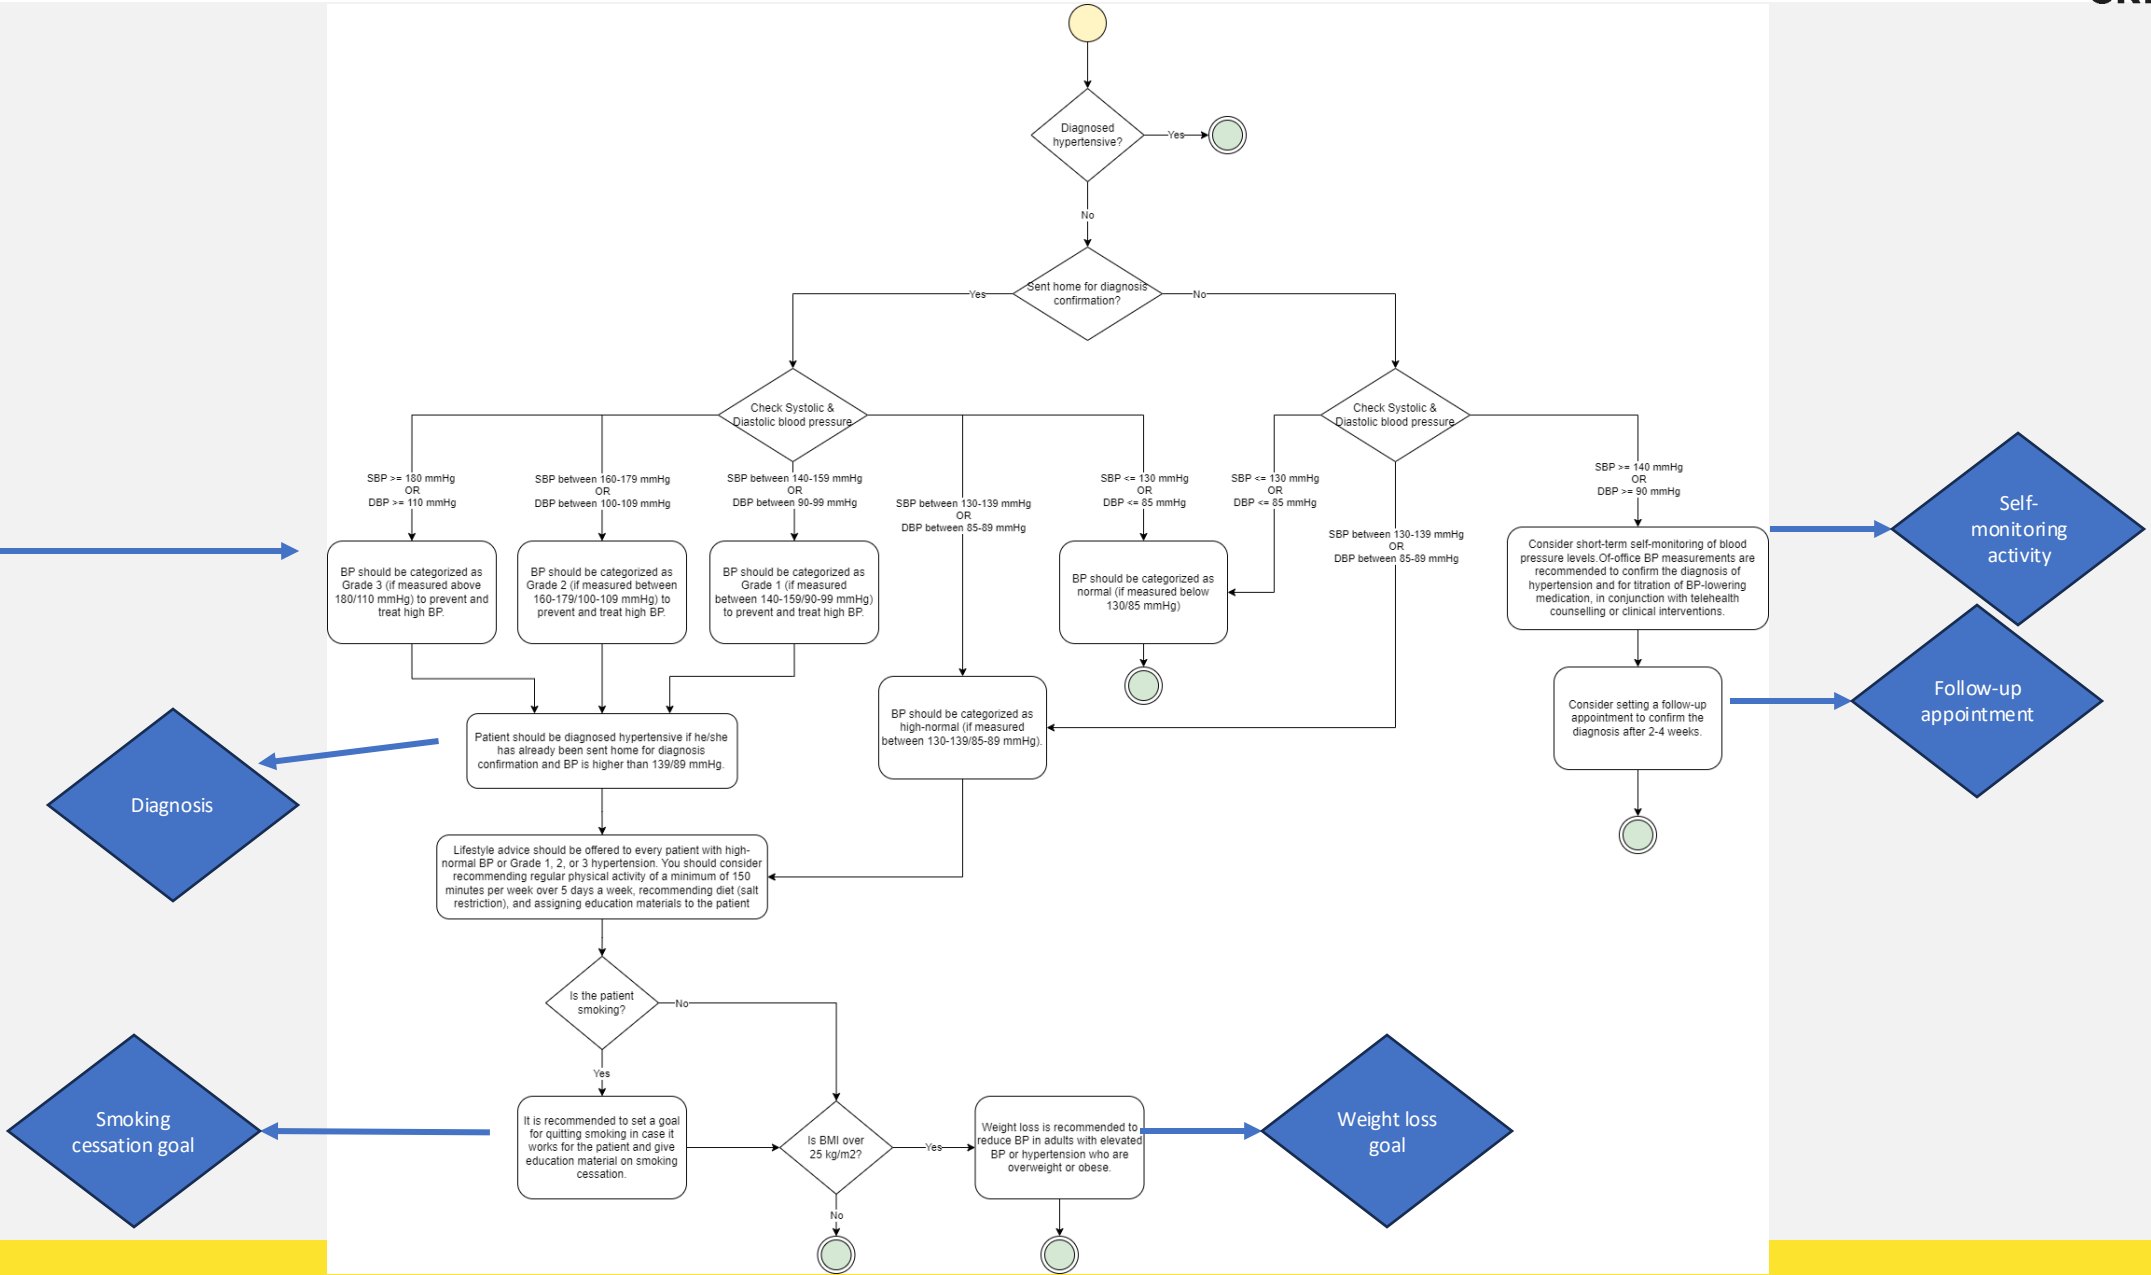 Diagnosed
hypertensive?
Yes
No
Sent home for diagnosis
confirmation?
Yes
No
Check Systolic &
Diastolic blood pressure
Check Systolic &
Diastolic blood pressure
SBP >= 180 mmHg
OR
DBP >= 110 mmHg
SBP between 160-179 mmHg
OR
DBP between 100-109 mmHg
SBP between 140-159 mmHg
OR
DBP between 90-99 mmHg
SBP between 130-139 mmHg
OR
DBP between 85-89 mmHg
SBP <= 130 mmHg
OR
DBP <= 85 mmHg
SBP <= 130 mmHg
OR
DBP <= 85 mmHg
SBP between 130-139 mmHg
OR
DBP between 85-89 mmHg
SBP >= 140 mmHg
OR
DBP >= 90 mmHg
BP should be categorized as
Grade 3 (if measured above
180/110 mmHg) to prevent and
treat high BP.
BP should be categorized as
Grade 2 (if measured between
160-179/100-109 mmHg) to
prevent and treat high BP.
BP should be categorized as
Grade 1 (if measured
between 140-159/90-99 mmHg)
to prevent and treat high BP.
BP should be categorized as
normal (if measured below
130/85 mmHg)
Consider short-term self-monitoring of blood
pressure levels.Of-office BP measurements are
recommended to confirm the diagnosis of
hypertension and for titration of BP-lowering
medication, in conjunction with telehealth
counselling or clinical interventions.
Self-
monitoring
activity
BP should be categorized as
high-normal (if measured
between 130-139/85-89 mmHg).
Consider setting a follow-up
appointment to confirm the
diagnosis after 2-4 weeks.
Follow-up
appointment
Patient should be diagnosed hypertensive if he/she
has already been sent home for diagnosis
confirmation and BP is higher than 139/89 mmHg.
Diagnosis
Lifestyle advice should be offered to every patient with high-
normal BP or Grade 1, 2, or 3 hypertension. You should consider
recommending regular physical activity of a minimum of 150
minutes per week over 5 days a week, recommending diet (salt
restriction), and assigning education materials to the patient
Is the patient
smoking?
No
Yes
Smoking
cessation goal
It is recommended to set a goal
for quitting smoking in case it
works for the patient and give
education material on smoking
cessation.
Is BMI over
25 kg/m2?
Yes
No
Weight loss is recommended to
reduce BP in adults with elevated
BP or hypertension who are
overweight or obese.
Weight loss
goal